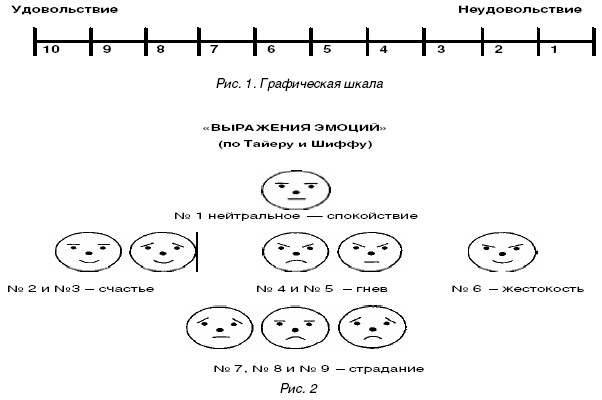 Удовольствие Неудовольствие
10 9 8 7 6 5 4 3 2 1
Рис. 1. Графическая шкала
«ВЫРАЖЕНИЯ ЭМОЦИЙ»
(по Тайеру и Шиффу)
№ 1 нейтральное — спокойствие
№ 2 и №3 – счастье № 4 и № 5 – гнев № 6 – жестокость
№ 7, № 8 и № 9 – страдание
Рис. 2